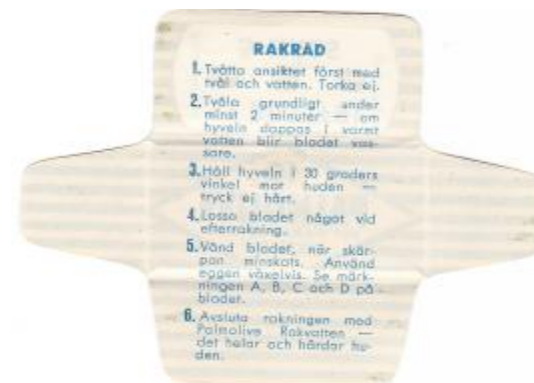 RAKRÅD
1. Tvätta ansiktet först med
tvål och vatten. Torka ej.
2. Tvåla grundligt under
minst 2 minuter — om
hyveln doppas i varmt
vatten blir bladet vas-
sare.
3. Håll hyveln i 30 graders
vinkel mot huden —
tryck ej hårt.
4. Lossa bladet något vid
efterrakning.
5. Vänd bladet, när skär-
pan minskats. Använd
eggen växelvis. Se märk-
ningen A, B, C och D på
bladet.
6. Avsluta rakningen med
Palmolive Rakvatten —
det helar och hårdar hu-
den.